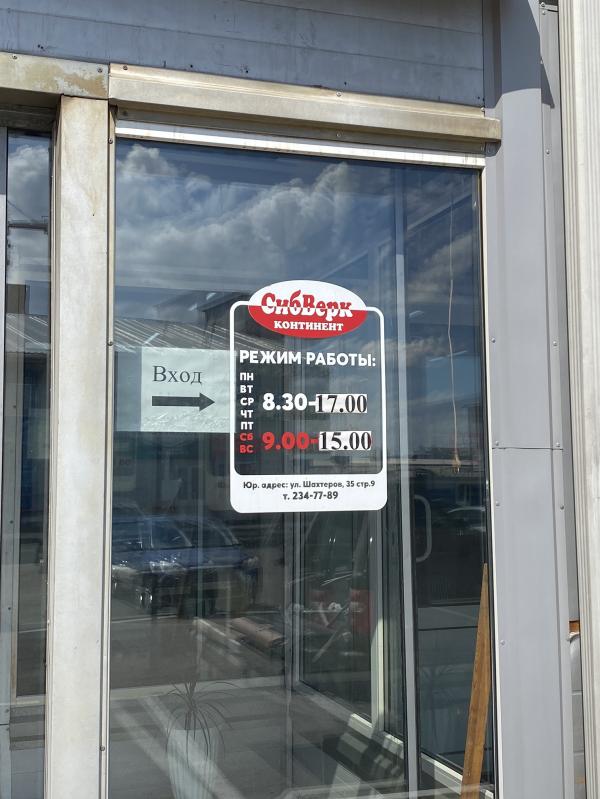 СибВерк
КОНТИНЕНТ
РЕЖИМ РАБОТЫ:
Вход
ПН
ВТ
СР
ЧТ
ПТ
8.30-17.00
СБ
ВС
9.00-15.00
Юр. адрес: ул. Шахтеров, 35 стр.9
т. 234-77-89